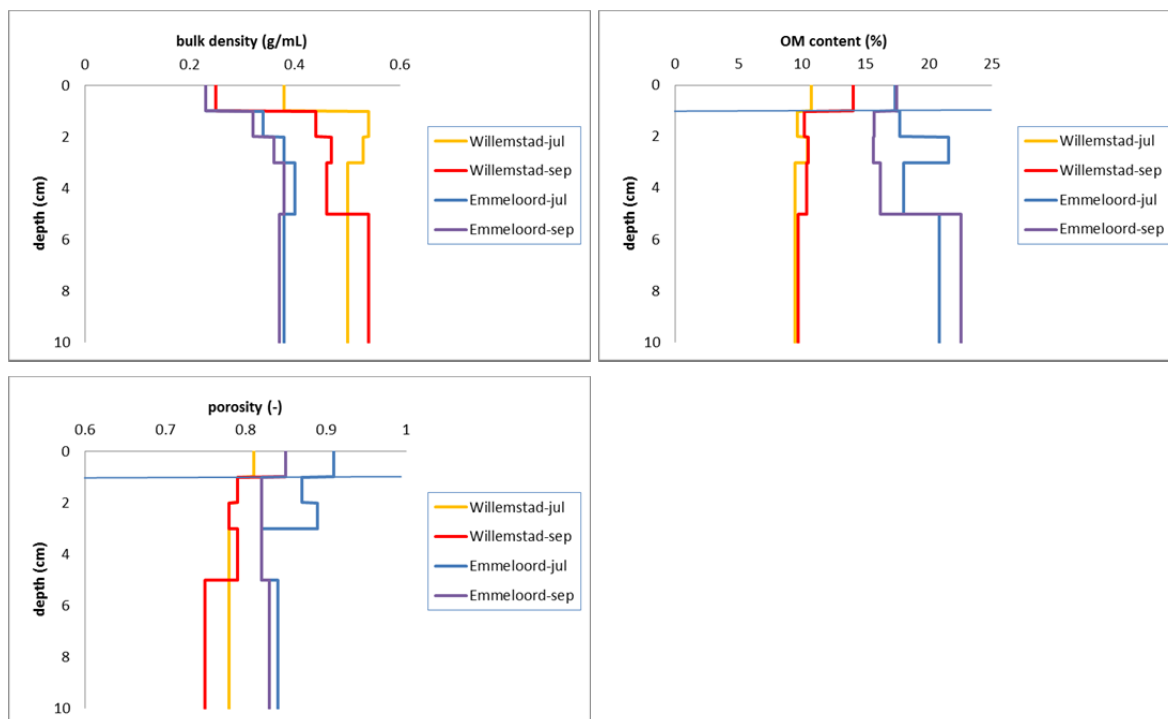 bulk density (g/mL)
0 0.2 0.4 0.6
0
2
4
6
8
10
depth (cm)
Willemstad-jul
Willemstad-sep
Emmeloord-jul
Emmeloord-sep
OM content (%)
0 5 10 15 20 25
0
2
4
6
8
10
depth (cm)
Willemstad-jul
Willemstad-sep
Emmeloord-jul
Emmeloord-sep
porosity (-)
0.6 0.7 0.8 0.9 1
0
2
4
6
8
10
depth (cm)
Willemstad-jul
Willemstad-sep
Emmeloord-jul
Emmeloord-sep